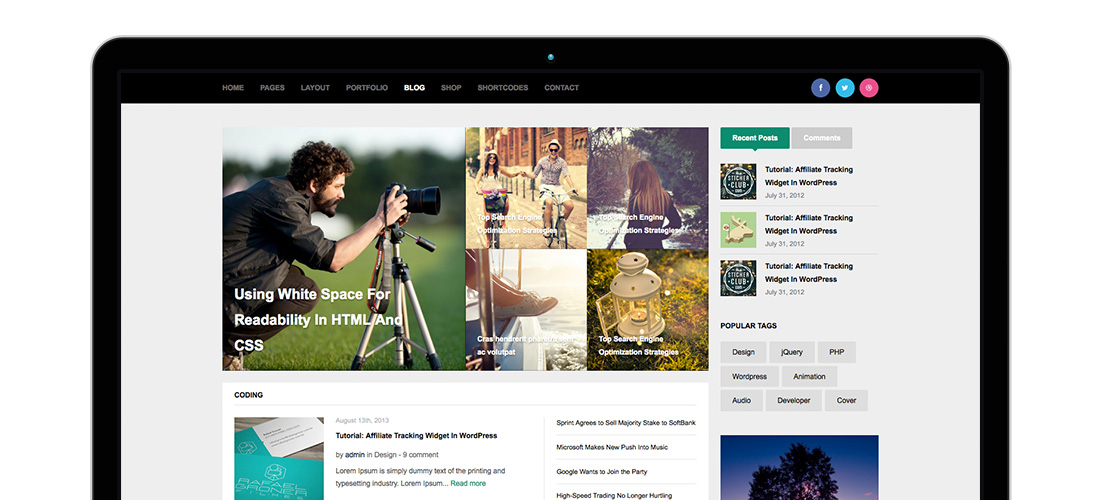 HOME PAGES LAYOUT PORTFOLIO BLOG SHOP SHORTCODES CONTACT
Using White Space For
Readability In HTML And
CSS
Top Search Engine
Optimization Strategies
Top Search Engine
Optimization Strategies
Cras hendrerit pharetra
ac volutpat
Top Search Engine
Optimization Strategies
Recent Posts Comments
STICKER
CLUB
Tutorial: Affiliate Tracking
Widget In WordPress
July 31, 2012
Tutorial: Affiliate Tracking
Widget In WordPress
July 31, 2012
STICKER
CLUB
Tutorial: Affiliate Tracking
Widget In WordPress
July 31, 2012
POPULAR TAGS
Design jQuery PHP
Wordpress Animation
Audio Developer Cover
CODING
RAFAEL
August 13th, 2013
Tutorial: Affiliate Tracking Widget In WordPress
by admin in Design - 9 comment
Lorem Ipsum is simply dummy text of the printing and
typesetting industry. Lorem Ipsum... Read more
Sprint Agrees to Sell Majority Stake to SoftBank
Microsoft Makes New Push Into Music
Google Wants to Join the Party
High-Speed Trading No Longer Hurtling